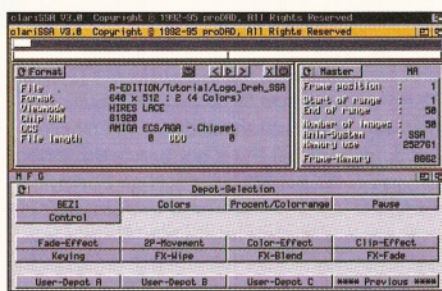 clariSSA V3.0 Copyright © 1992-95 proDAD, All Rights Reserved
clariSSA V3.0 Copyright © 1992-95 proDAD, All Rights Reserved
Format
File A-EDITION/Tutorial/Logo_Dreh_SSA
Format 640 x 512 : 2 (4 Colors)
Viewmode HIRES LACE
Chip RAM 81920
GCS AMIGA ECS/AGA - Chipset
File length 0
Master MA
Frame position : 1
Start of range : 1
End of range : 50
Number of images : 50
Anim-System : SSA
Memory use 252761
Frame-Memory 8062
M F G
Depot-Selection
BEZI Colors Procent/Colorrange Pause
Control
Fade-Effect 2P-Movement Color-Effect Clip-Effect
Keying FX-Wipe FX-Blend FX-Fade
User-Depot A User-Depot B User-Depot C **** Previous ****